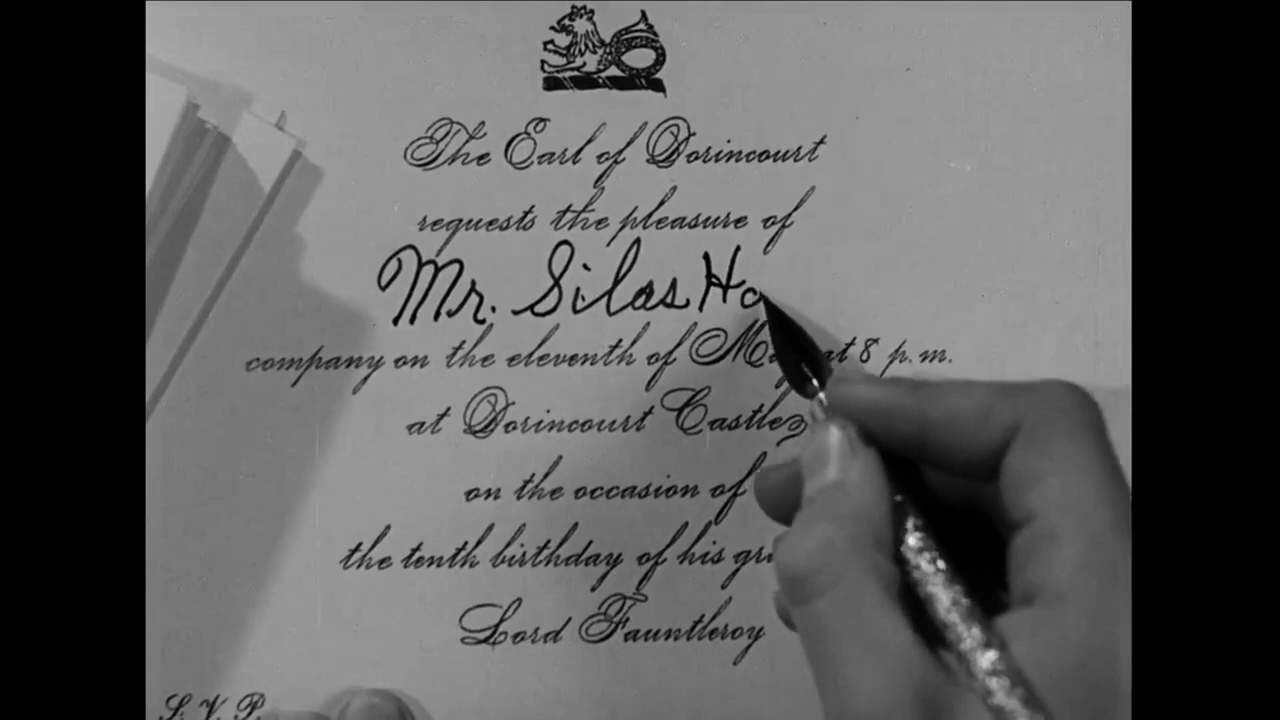 The Earl of Dorincourt
requests the pleasure of
Mr. Silas Ho
company on the eleventh of at 8 p.m.
at Dorincourt Castle
on the occasion of
the tenth birthday of his
Lord Fauntleroy
S. V. P.